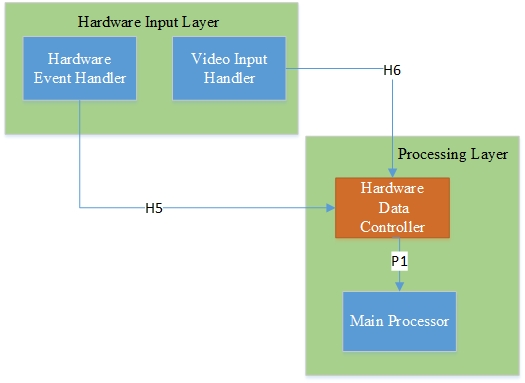 Hardware Input Layer
Hardware
Event Handler
Video Input
Handler
H6
Processing Layer
Hardware
Data
Controller
H5
P1
Main Processor